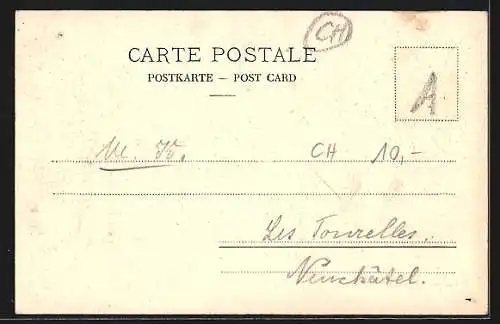 CH
CARTE POSTALE
POSTKARTE — POST CARD
A
CH 10,-
Les Tourelles,
Neuchâtel.